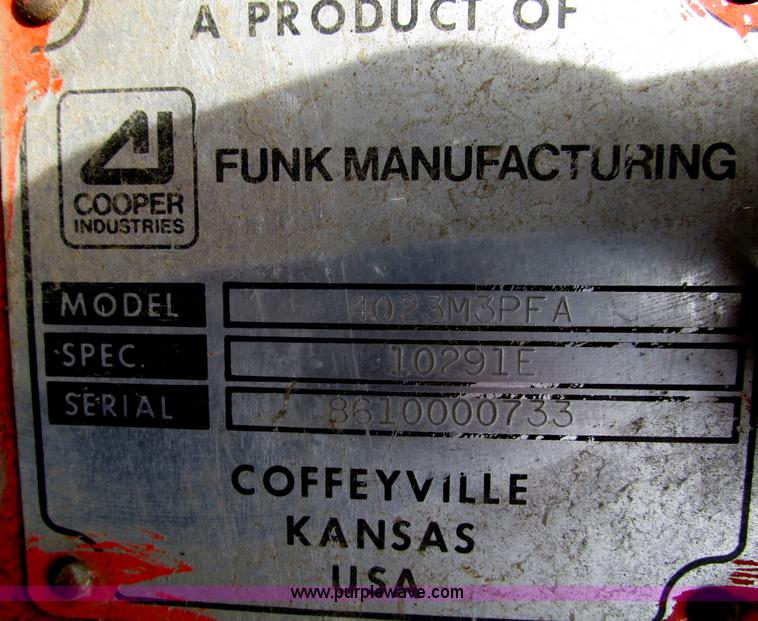 A PRODUCT OF
COOPER
INDUSTRIES
FUNK MANUFACTURING
MODEL 4023M3PFA
SPEC. 10291E
SERIAL 8610000733
COFFEYVILLE
KANSAS
USA
www.purplewave.com